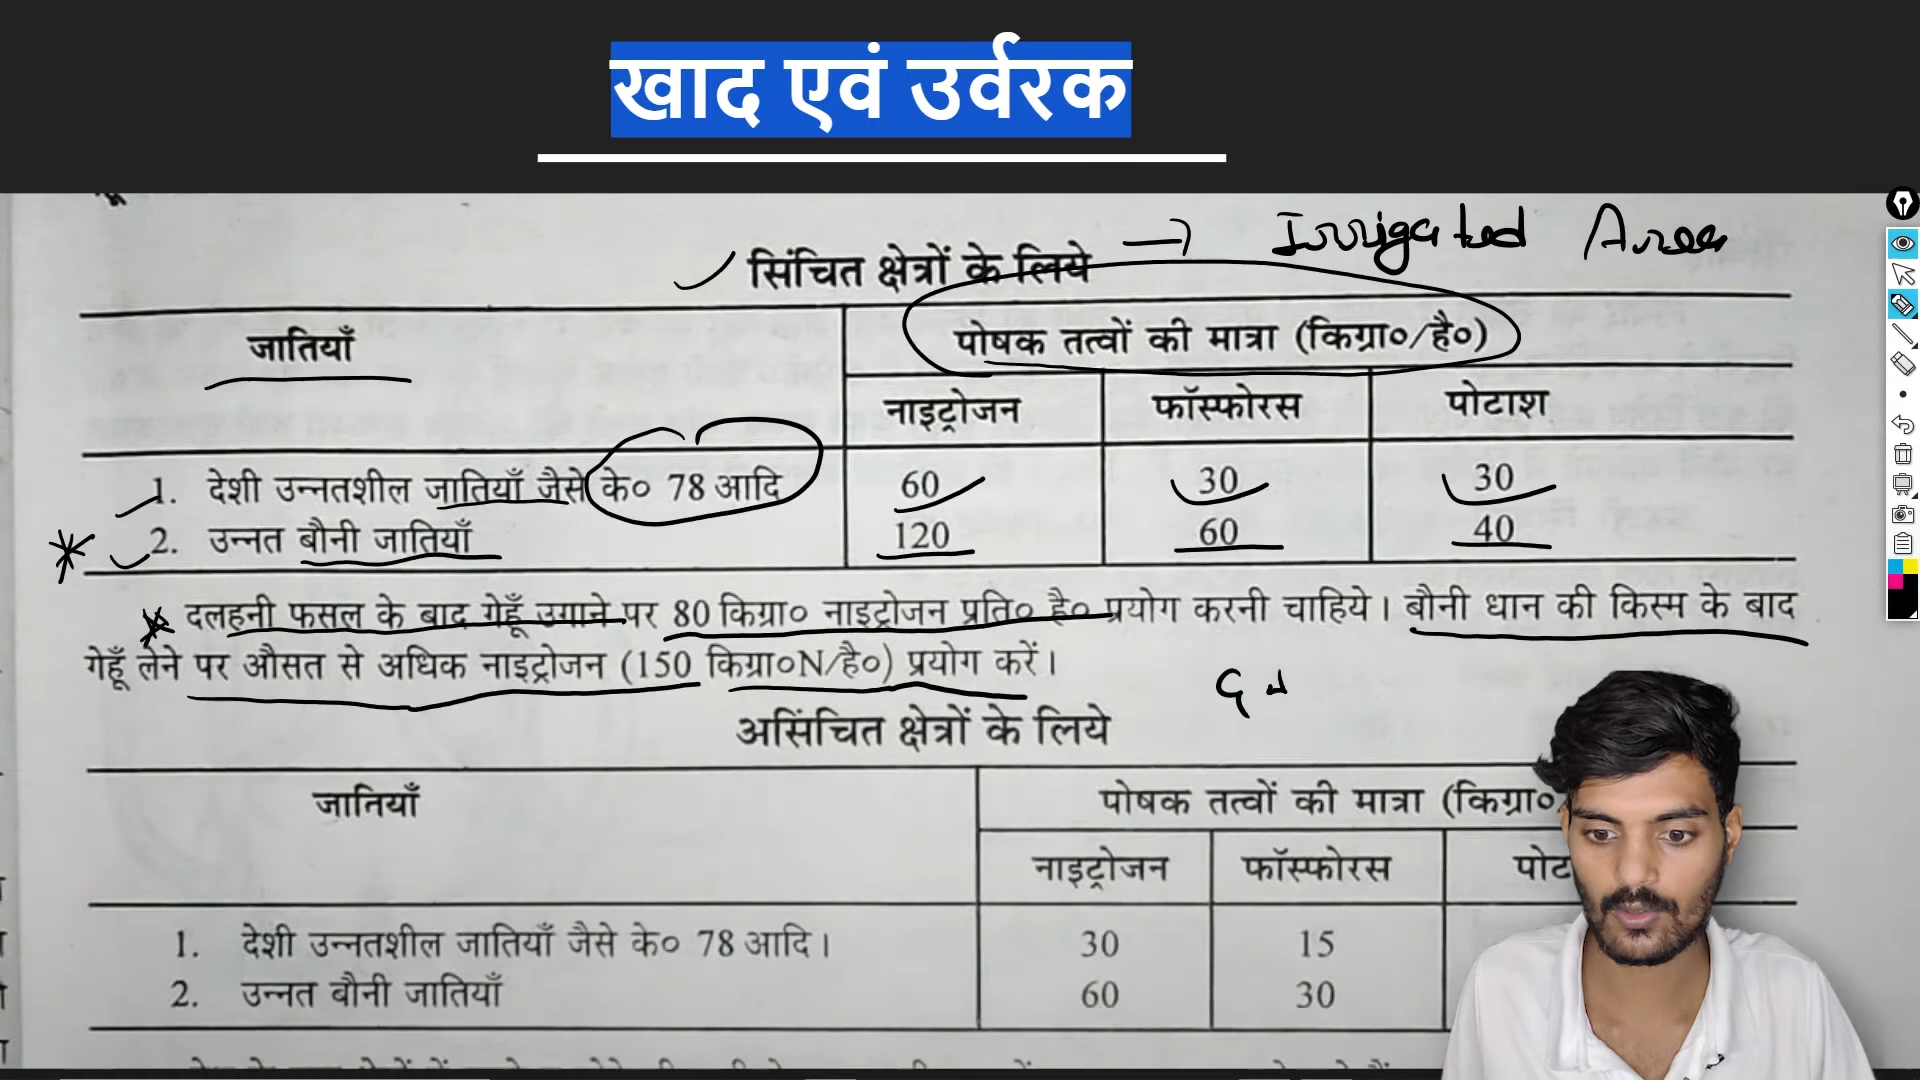 खाद एवं उर्वरक
सिंचित क्षेत्रों के लिये → Irrigated Area
जातियाँ पोषक तत्वों की मात्रा (किग्रा०/है०)
नाइट्रोजन फॉस्फोरस पोटाश
1. देशी उन्नतशील जातियाँ जैसे के० 78 आदि 60 30 30
2. उन्नत बौनी जातियाँ 120 60 40
दलहनी फसल के बाद गेहूँ उगाने पर 80 किग्रा० नाइट्रोजन प्रति० है० प्रयोग करनी चाहिये। बौनी धान की किस्म के बाद
गेहूँ लेने पर औसत से अधिक नाइट्रोजन (150 किग्रा०N/है०) प्रयोग करें।
असिंचित क्षेत्रों के लिये
जातियाँ पोषक तत्वों की मात्रा (किग्रा०
नाइट्रोजन फॉस्फोरस पोट
1. देशी उन्नतशील जातियाँ जैसे के० 78 आदि। 30 15
2. उन्नत बौनी जातियाँ 60 30